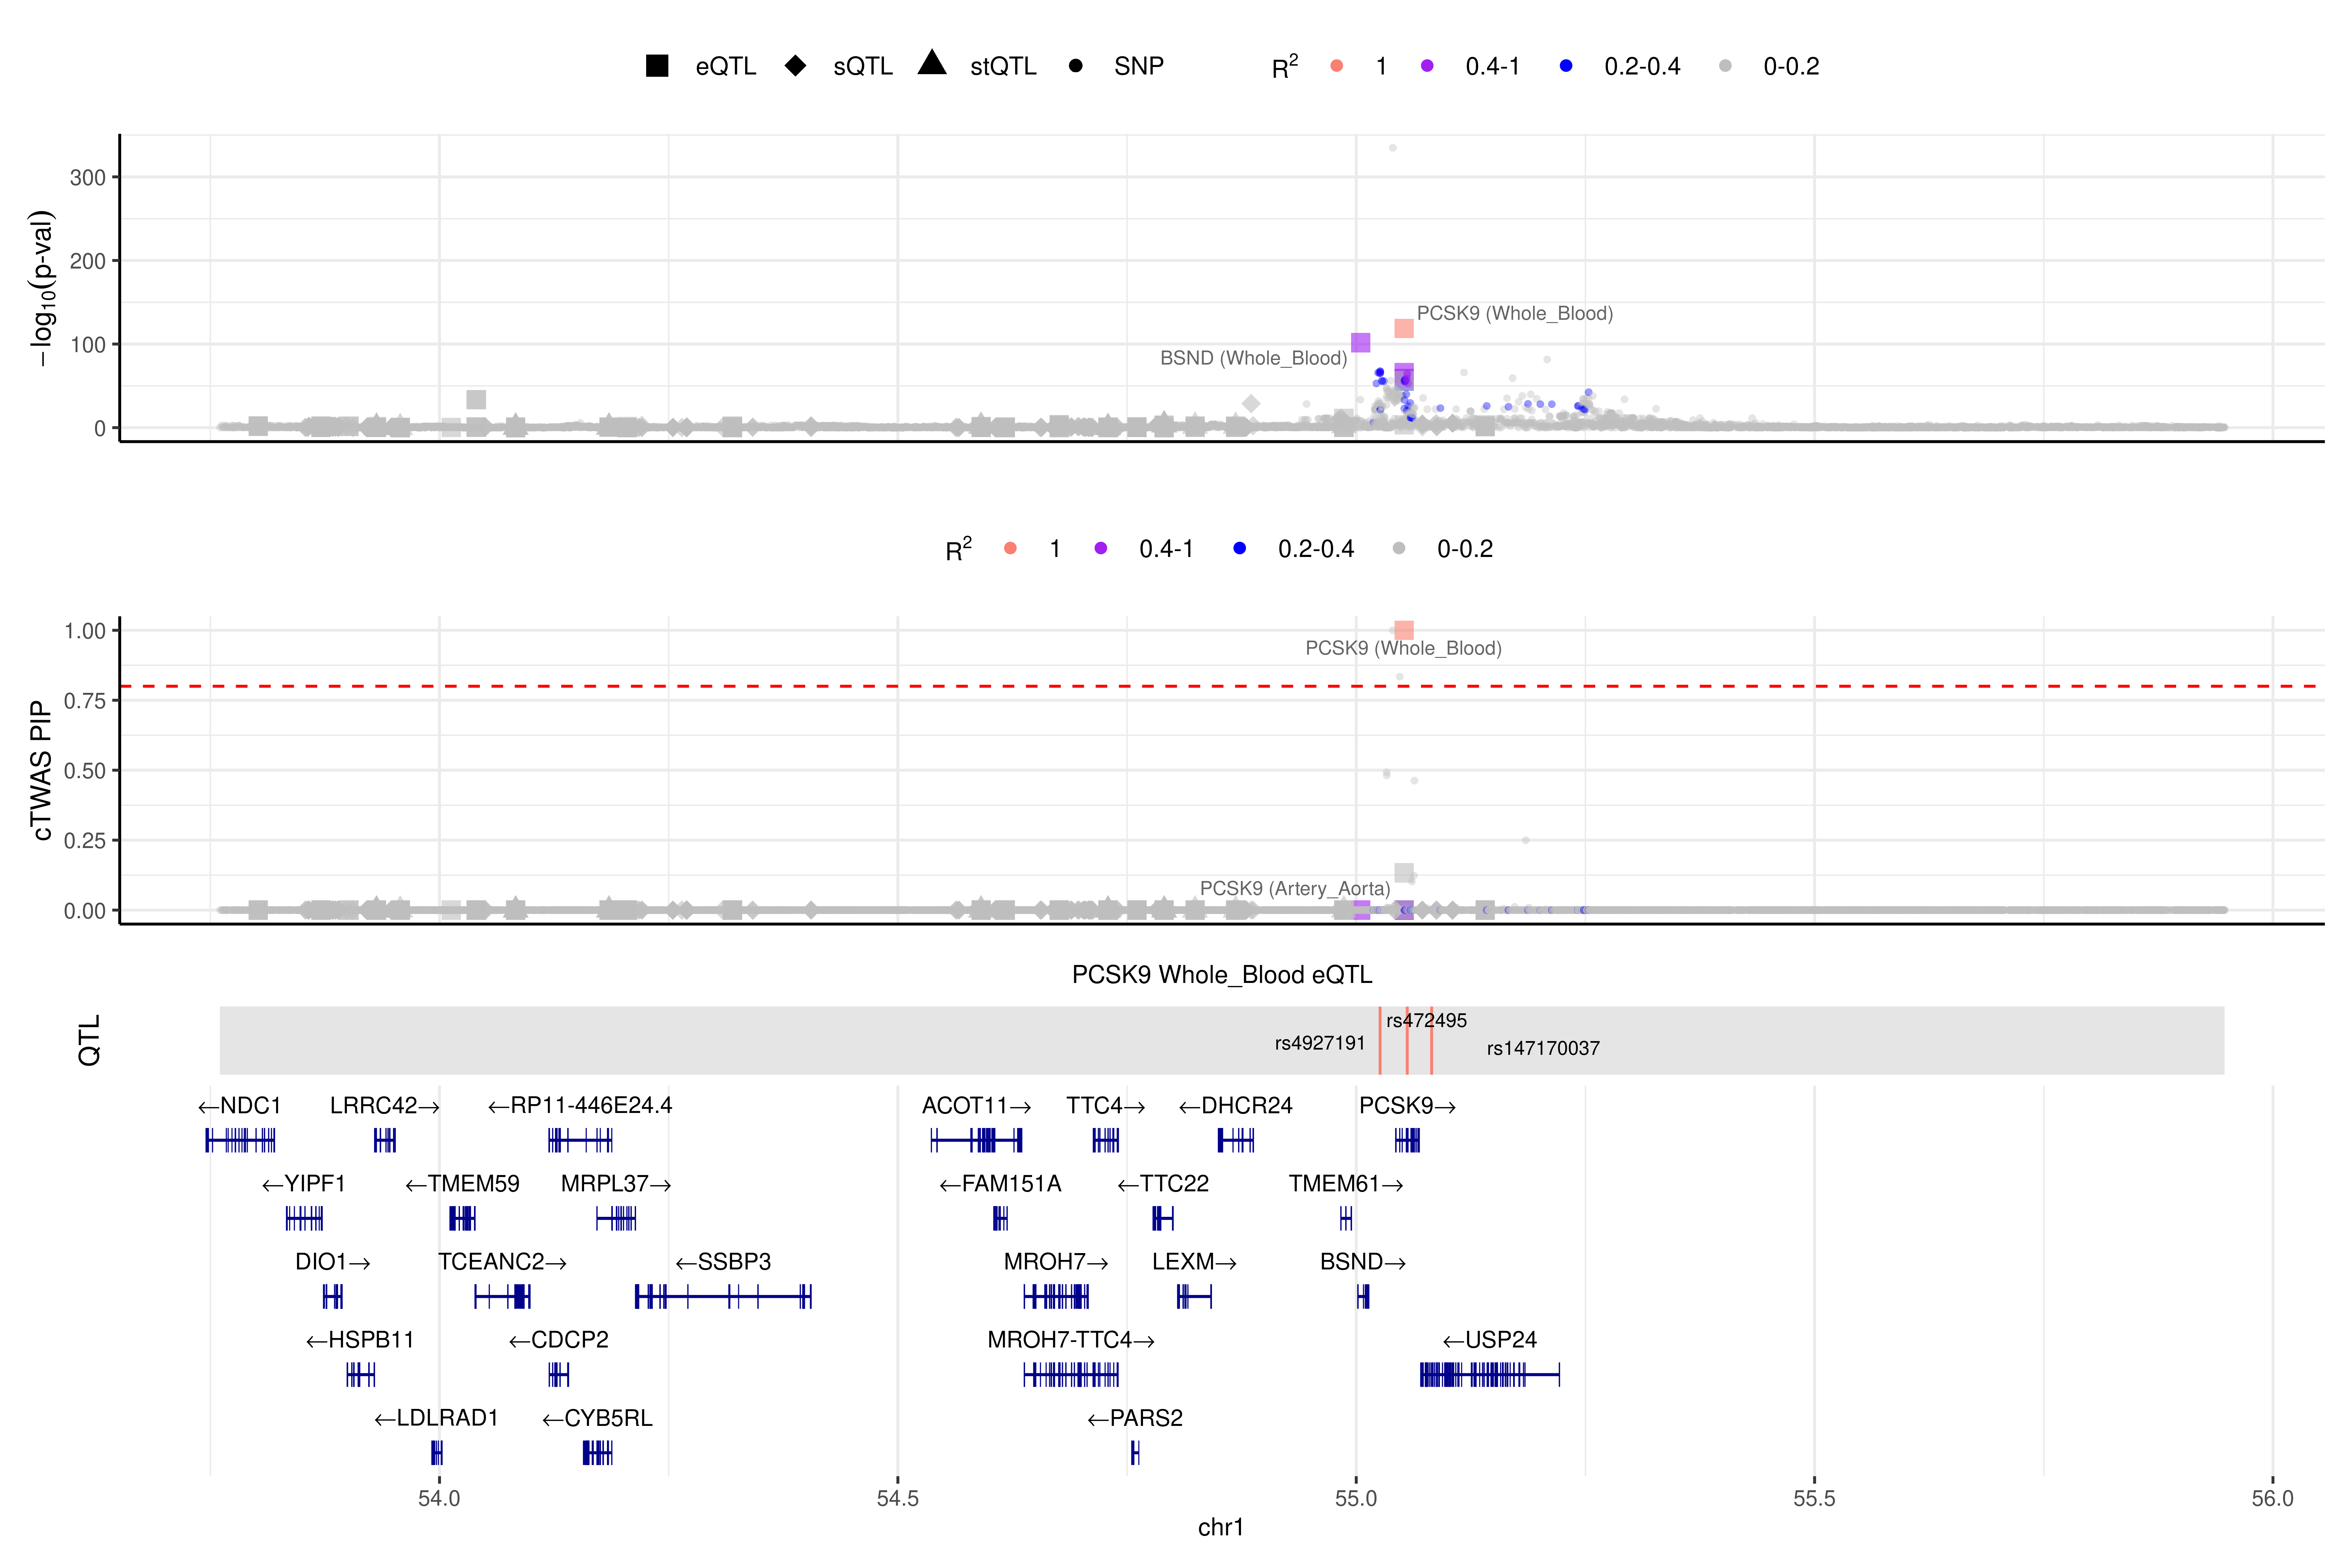 eQTL sQTL stQTL SNP R2 1 0.4-1 0.2-0.4 0-0.2
−log10(p-val)
300
200
100
0
PCSK9 (Whole_Blood)
BSND (Whole_Blood)
R2 1 0.4-1 0.2-0.4 0-0.2
cTWAS PIP
1.00
0.75
0.50
0.25
0.00
PCSK9 (Whole_Blood)
PCSK9 (Artery_Aorta)
PCSK9 Whole_Blood eQTL
QTL
rs472495
rs4927191
rs147170037
←NDC1 LRRC42→ ←RP11-446E24.4 ACOT11→ TTC4→ ←DHCR24 PCSK9→
←YIPF1 ←TMEM59 MRPL37→ ←FAM151A ←TTC22 TMEM61→
DIO1→ TCEANC2→ ←SSBP3 MROH7→ LEXM→ BSND→
←HSPB11 ←CDCP2 MROH7-TTC4→ ←USP24
←LDLRAD1 ←CYB5RL ←PARS2
54.0 54.5 55.0 55.5 56.0
chr1